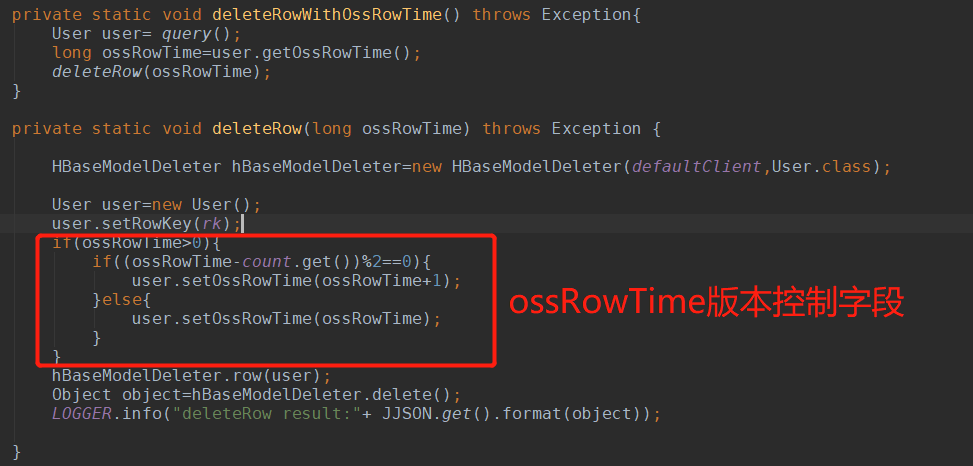 private static void deleteRowWithOssRowTime() throws Exception{
User user= query();
long ossRowTime=user.getOssRowTime();
deleteRow(ossRowTime);
}
private static void deleteRow(long ossRowTime) throws Exception {
HBaseModelDeleter hBaseModelDeleter=new HBaseModelDeleter(defaultClient,User.class);
User user=new User();
user.setRowKey(rk);
if(ossRowTime>0){
if((ossRowTime-count.get())%2==0){
user.setOssRowTime(ossRowTime+1);
}else{
user.setOssRowTime(ossRowTime);
}
}
ossRowTime版本控制字段
hBaseModelDeleter.row(user);
Object object=hBaseModelDeleter.delete();
LOGGER.info("deleteRow result:"+ JJSON.get().format(object));
}